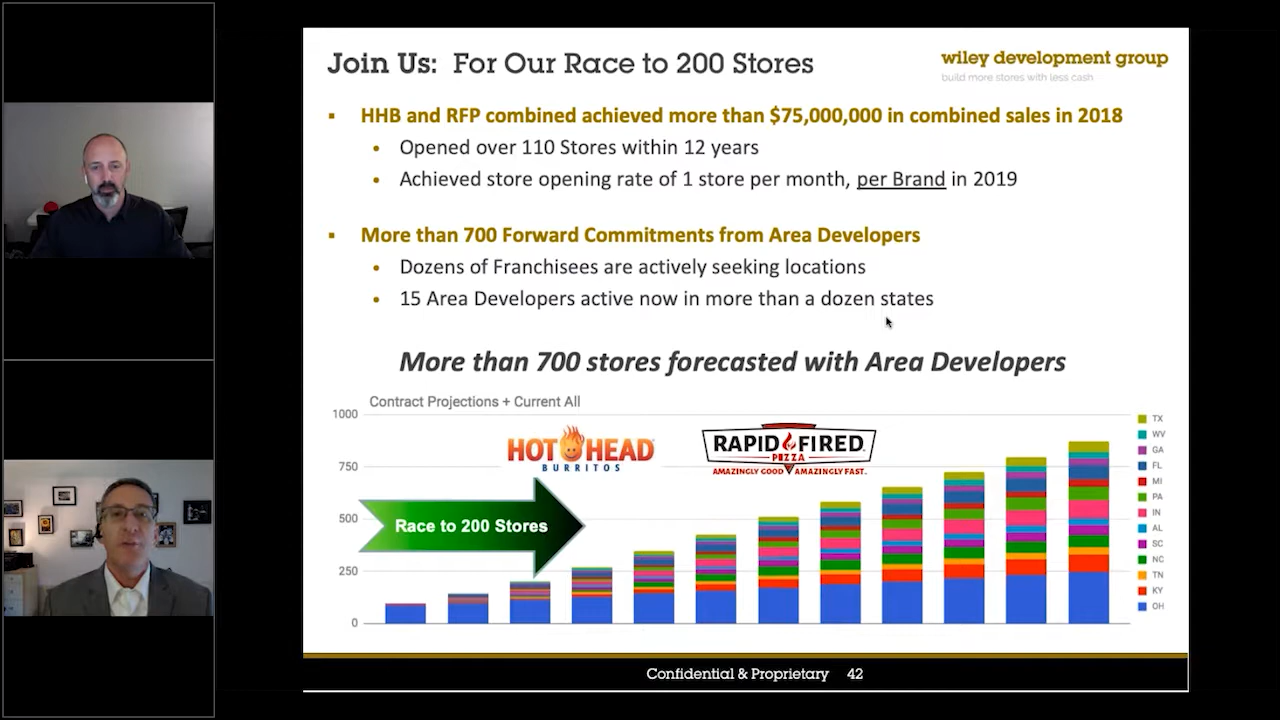 Join Us: For Our Race to 200 Stores
wiley development group
build more stores with less cash
▪ HHB and RFP combined achieved more than $75,000,000 in combined sales in 2018
• Opened over 110 Stores within 12 years
• Achieved store opening rate of 1 store per month, per Brand in 2019
▪ More than 700 Forward Commitments from Area Developers
• Dozens of Franchisees are actively seeking locations
• 15 Area Developers active now in more than a dozen states
More than 700 stores forecasted with Area Developers
Contract Projections + Current All
1000
750
500
250
0
HOT HEAD
BURRITOS
RAPID FIRED
PIZZA
AMAZINGLY GOOD AMAZINGLY FAST.
Race to 200 Stores
TX
WV
GA
FL
MI
PA
IN
AL
SC
NC
TN
KY
OH
Confidential & Proprietary 42